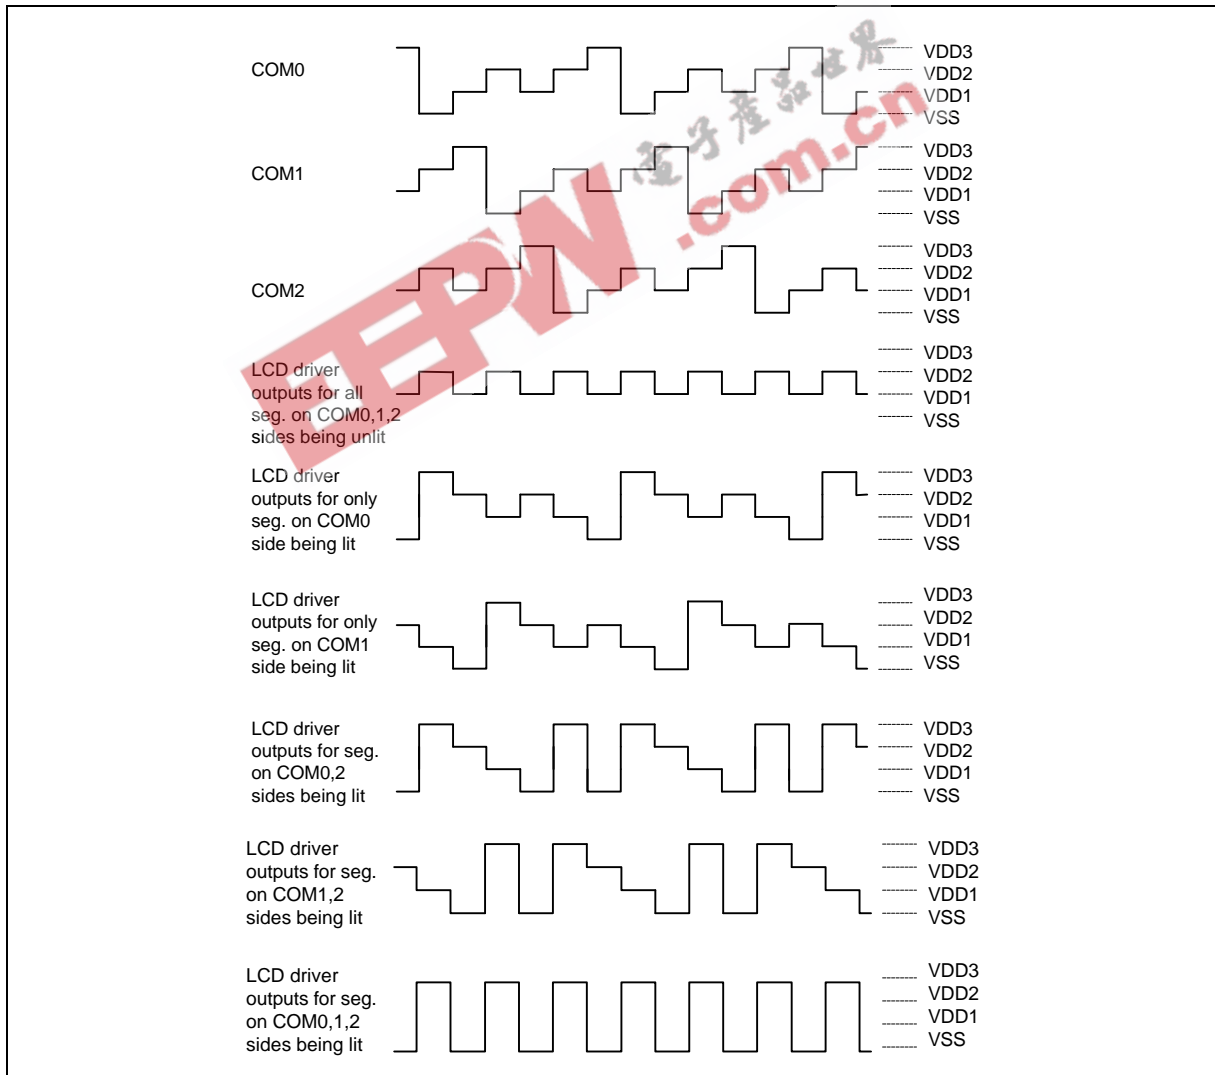 COM0
VDD3
VDD2
VDD1
VSS
COM1
VDD3
VDD2
VDD1
VSS
COM2
VDD3
VDD2
VDD1
VSS
LCD driver
outputs for all
seg. on COM0,1,2
sides being unlit
VDD3
VDD2
VDD1
VSS
LCD driver
outputs for only
seg. on COM0
side being lit
VDD3
VDD2
VDD1
VSS
LCD driver
outputs for only
seg. on COM1
side being lit
VDD3
VDD2
VDD1
VSS
LCD driver
outputs for seg.
on COM0,2
sides being lit
VDD3
VDD2
VDD1
VSS
LCD driver
outputs for seg.
on COM1,2
sides being lit
VDD3
VDD2
VDD1
VSS
LCD driver
outputs for seg.
on COM0,1,2
sides being lit
VDD3
VDD2
VDD1
VSS
EEPW.com.cn
電子產品世界